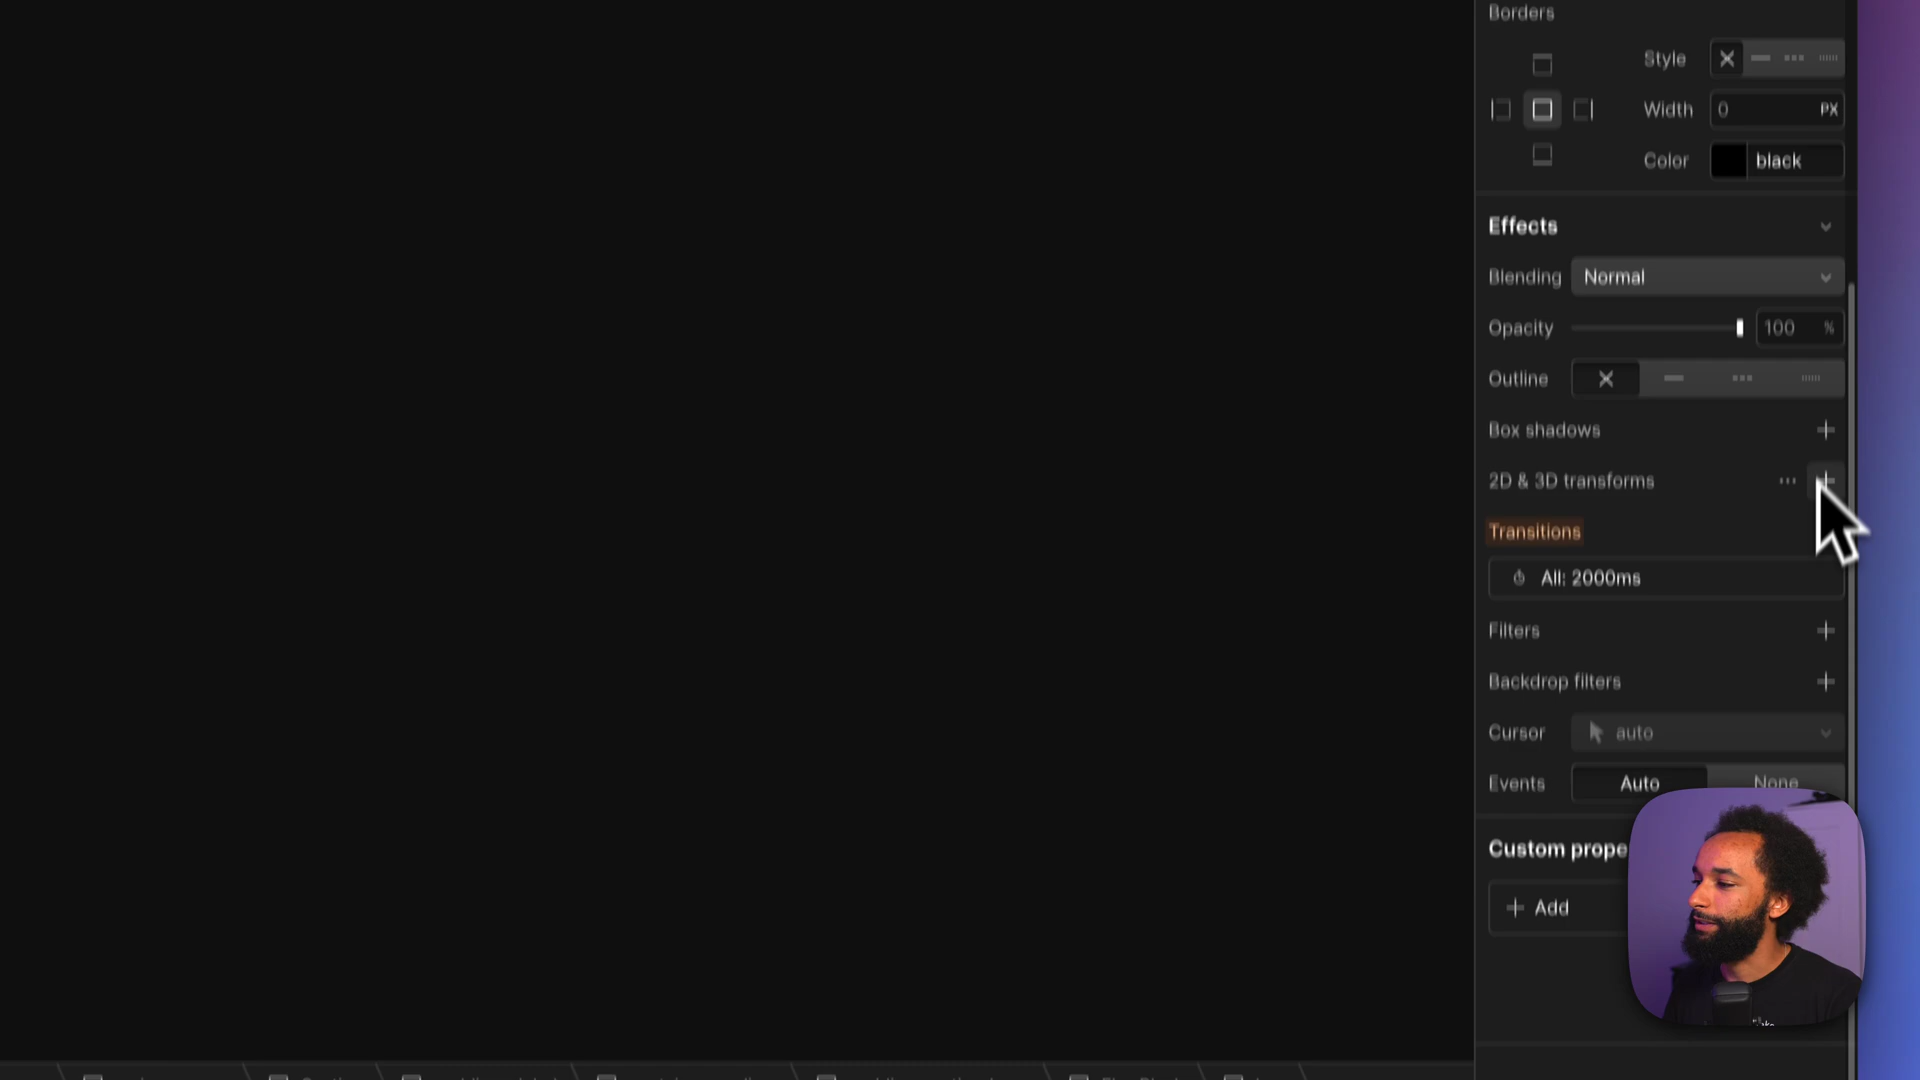 Borders
Style
Width 0 PX
Color black
Effects
Blending Normal
Opacity 100 %
Outline
Box shadows
2D & 3D transforms
Transitions
All: 2000ms
Filters
Backdrop filters
Cursor auto
Events Auto None
Custom prope
+ Add